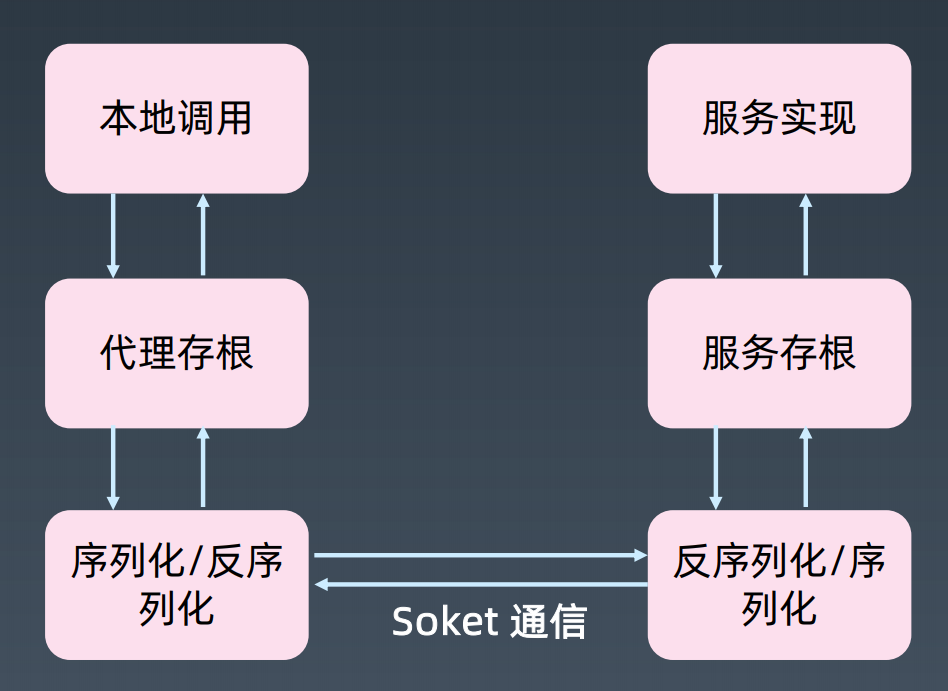 本地调用
服务实现
代理存根
服务存根
序列化/反序
列化
反序列化/序
列化
Soket 通信